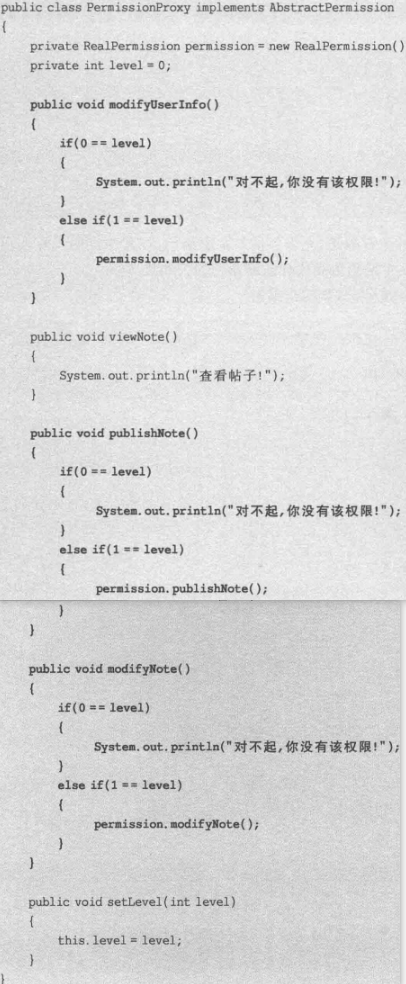 public class PermissionProxy implements AbstractPermission
{
private RealPermission permission = new RealPermission()
private int level = 0;
public void modifyUserInfo()
{
if(0 == level)
{
System.out.println("对不起,你没有该权限!");
}
else if(1 == level)
{
permission.modifyUserInfo();
}
}
public void viewNote()
{
System.out.println("查看帖子!");
}
public void publishNote()
{
if(0 == level)
{
System.out.println("对不起,你没有该权限!");
}
else if(1 == level)
{
permission.publishNote();
}
}
public void modifyNote()
{
if(0 == level)
{
System.out.println("对不起,你没有该权限!");
}
else if(1 == level)
{
permission.modifyNote();
}
}
public void setLevel(int level)
{
this.level = level;
}
}